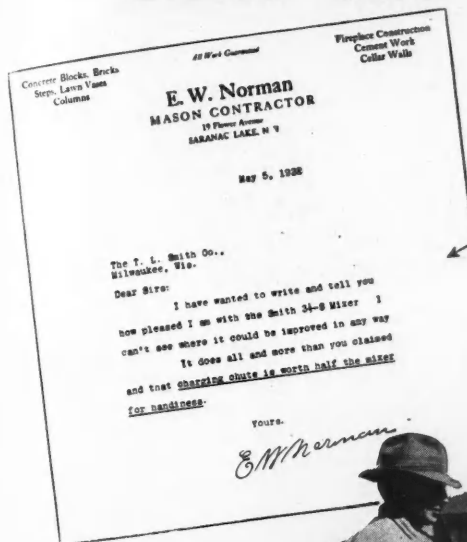 All Work Guaranteed
Concrete Blocks, Bricks
Steps, Lawn Vases
Columns
Fireplace Construction
Cement Work
Cellar Walls
E. W. Norman
MASON CONTRACTOR
19 Flower Avenue
SARANAC LAKE, N Y
May 5, 1928
The T. L. Smith Co.,
Milwaukee, Wis.
Dear Sirs:
I have wanted to write and tell you
how pleased I am with the Smith 3½-S Mixer I
can't see where it could be improved in any way
It does all and more than you claimed
and that charging chute is worth half the mixer
for handiness.
Yours.
E W Norman